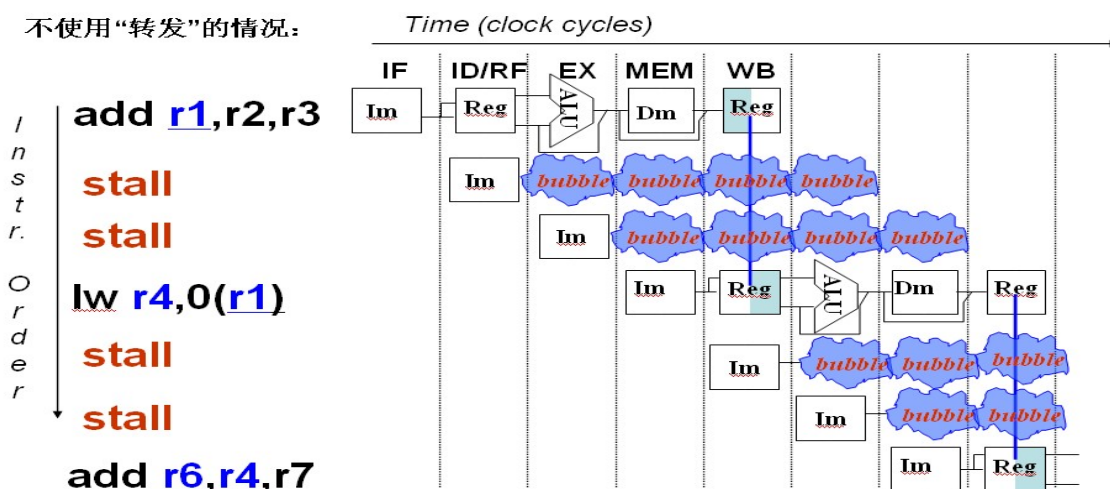 不使用“转发”的情况：
Time (clock cycles)
IF ID/RF EX MEM WB
Instr. Order
add r1,r2,r3
Im Reg ALU Dm Reg
stall
Im bubble bubble bubble bubble
stall
Im bubble bubble bubble bubble
lw r4,0(r1)
Im Reg ALU Dm Reg
stall
Im bubble bubble bubble
stall
Im bubble bubble
add r6,r4,r7
Im Reg